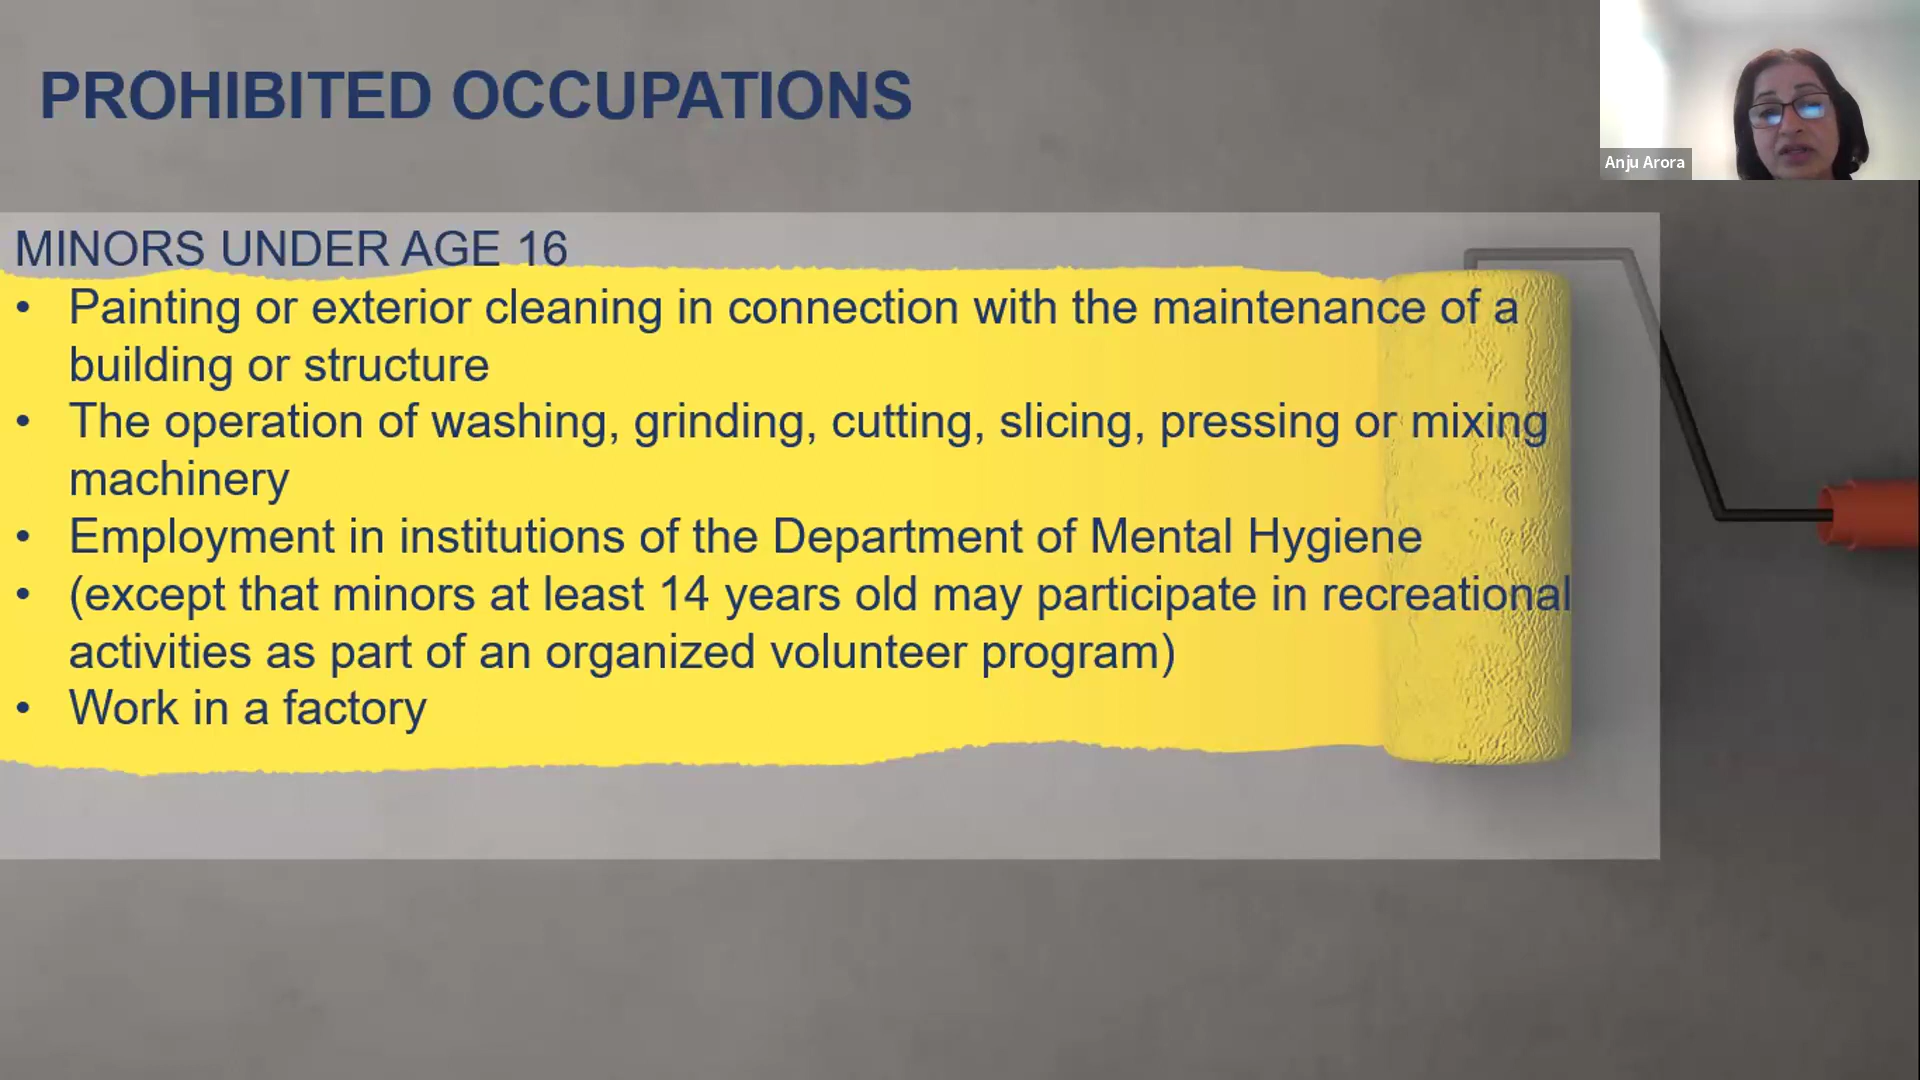 PROHIBITED OCCUPATIONS
Anju Arora
MINORS UNDER AGE 16
• Painting or exterior cleaning in connection with the maintenance of a
building or structure
• The operation of washing, grinding, cutting, slicing, pressing or mixing
machinery
• Employment in institutions of the Department of Mental Hygiene
• (except that minors at least 14 years old may participate in recreational
activities as part of an organized volunteer program)
• Work in a factory